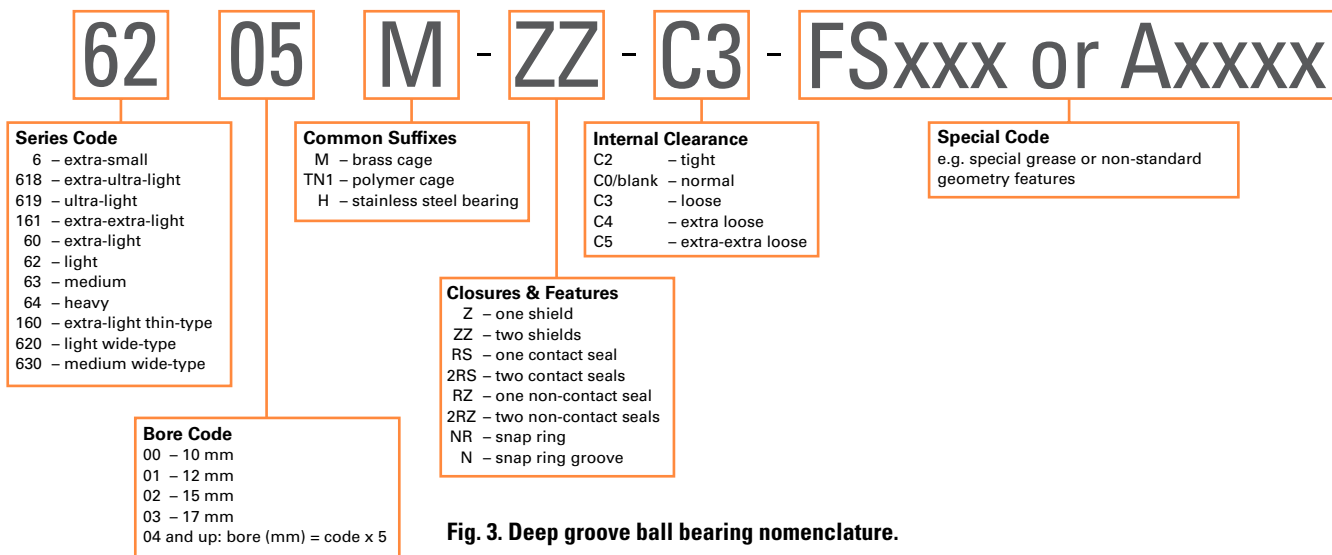 62 05 M - ZZ - C3 - FSxxx or Axxxx
Series Code
6 – extra-small
618 – extra-ultra-light
619 – ultra-light
161 – extra-extra-light
60 – extra-light
62 – light
63 – medium
64 – heavy
160 – extra-light thin-type
620 – light wide-type
630 – medium wide-type
Common Suffixes
M – brass cage
TN1 – polymer cage
H – stainless steel bearing
Internal Clearance
C2 – tight
C0/blank – normal
C3 – loose
C4 – extra loose
C5 – extra-extra loose
Special Code
e.g. special grease or non-standard
geometry features
Closures & Features
Z – one shield
ZZ – two shields
RS – one contact seal
2RS – two contact seals
RZ – one non-contact seal
2RZ – two non-contact seals
NR – snap ring
N – snap ring groove
Bore Code
00 – 10 mm
01 – 12 mm
02 – 15 mm
03 – 17 mm
04 and up: bore (mm) = code x 5
Fig. 3. Deep groove ball bearing nomenclature.